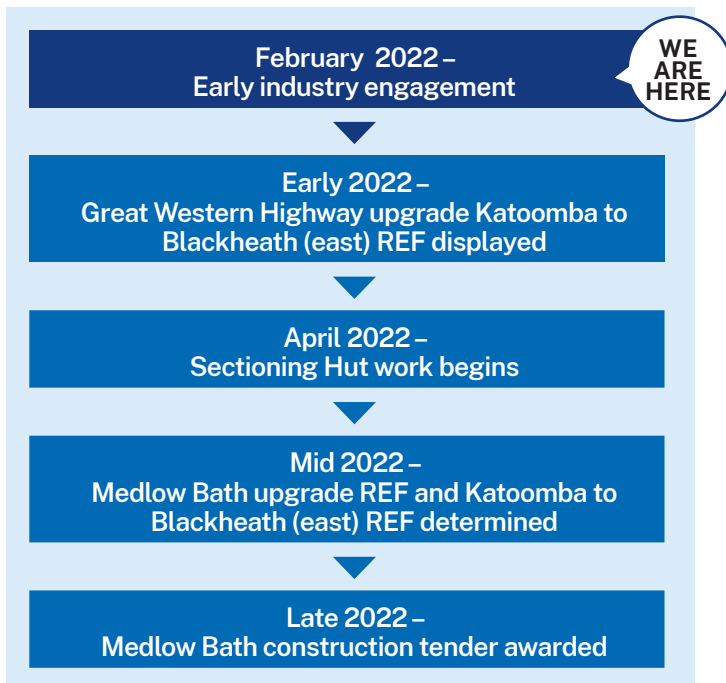 February 2022 –
Early industry engagement
WE
ARE
HERE
Early 2022 –
Great Western Highway upgrade Katoomba to
Blackheath (east) REF displayed
April 2022 –
Sectioning Hut work begins
Mid 2022 –
Medlow Bath upgrade REF and Katoomba to
Blackheath (east) REF determined
Late 2022 –
Medlow Bath construction tender awarded